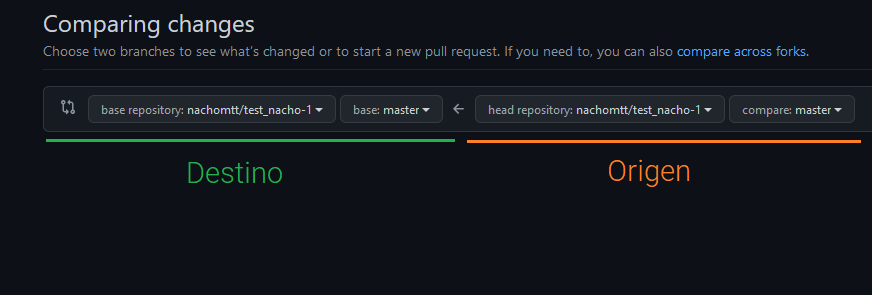 Comparing changes
Choose two branches to see what's changed or to start a new pull request. If you need to, you can also compare across forks.
base repository: nachomtt/test_nacho-1 base: master head repository: nachomtt/test_nacho-1 compare: master
Destino Origen